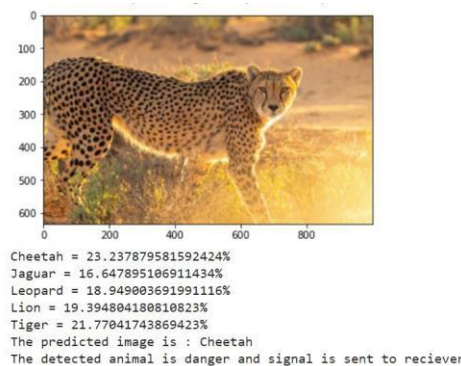 0
100
200
300
400
500
600
0 200 400 600 800
Cheetah = 23.237879581592424%
Jaguar = 16.647895106911434%
Leopard = 18.949003691991116%
Lion = 19.394804180810823%
Tiger = 21.77041743869423%
The predicted image is : Cheetah
The detected animal is danger and signal is sent to reciever